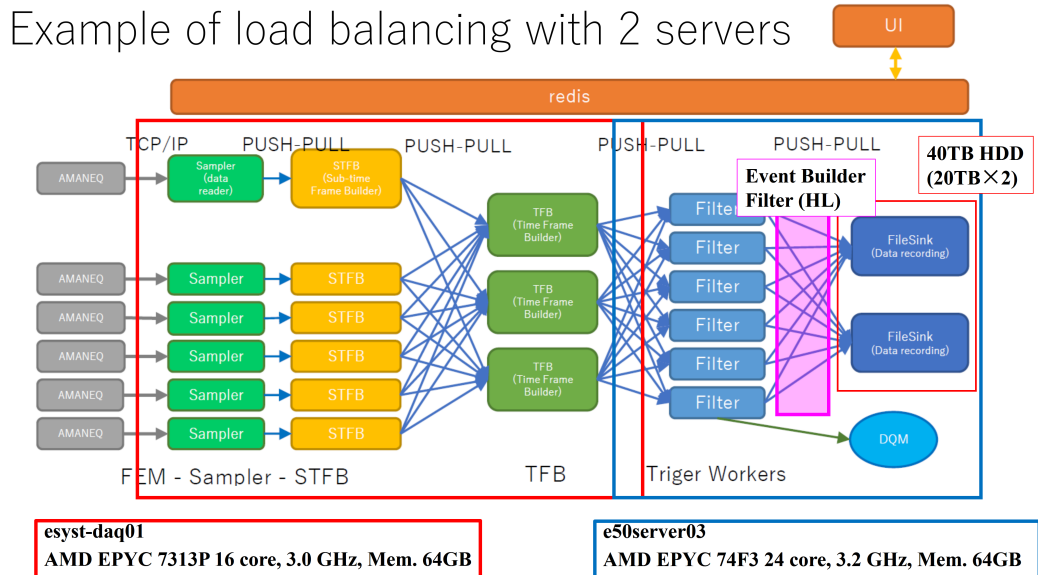 Example of load balancing with 2 servers
UI
redis
TCP/IP
PUSH-PULL
PUSH-PULL
PUSH-PULL
PUSH-PULL
40TB HDD
(20TB×2)
AMANEQ
Sampler
(data
reader)
STFB
(Sub-time
Frame Builder)
Event Builder
Filter (HL)
TFB
(Time Frame
Builder)
Filter
FileSink
(Data recording)
AMANEQ
Sampler
STFB
Filter
AMANEQ
Sampler
STFB
TFB
(Time Frame
Builder)
Filter
AMANEQ
Sampler
STFB
Filter
FileSink
(Data recording)
AMANEQ
Sampler
STFB
TFB
(Time Frame
Builder)
Filter
AMANEQ
Sampler
STFB
Filter
DQM
FEM - Sampler - STFB
TFB
Triger Workers
esyst-daq01
AMD EPYC 7313P 16 core, 3.0 GHz, Mem. 64GB
e50server03
AMD EPYC 74F3 24 core, 3.2 GHz, Mem. 64GB